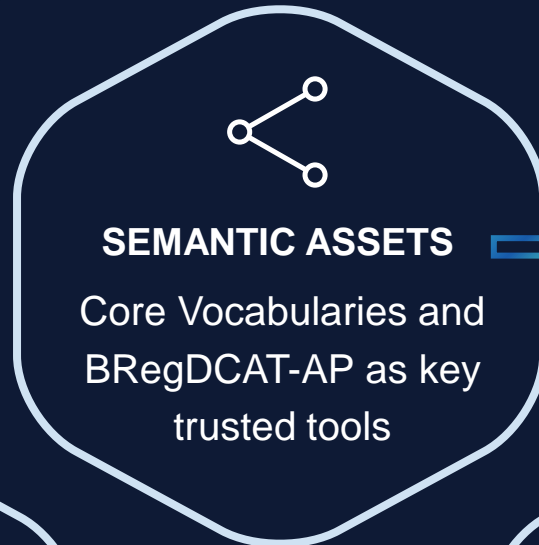 SEMANTIC ASSETS
Core Vocabularies and
BRegDCAT-AP as key
trusted tools